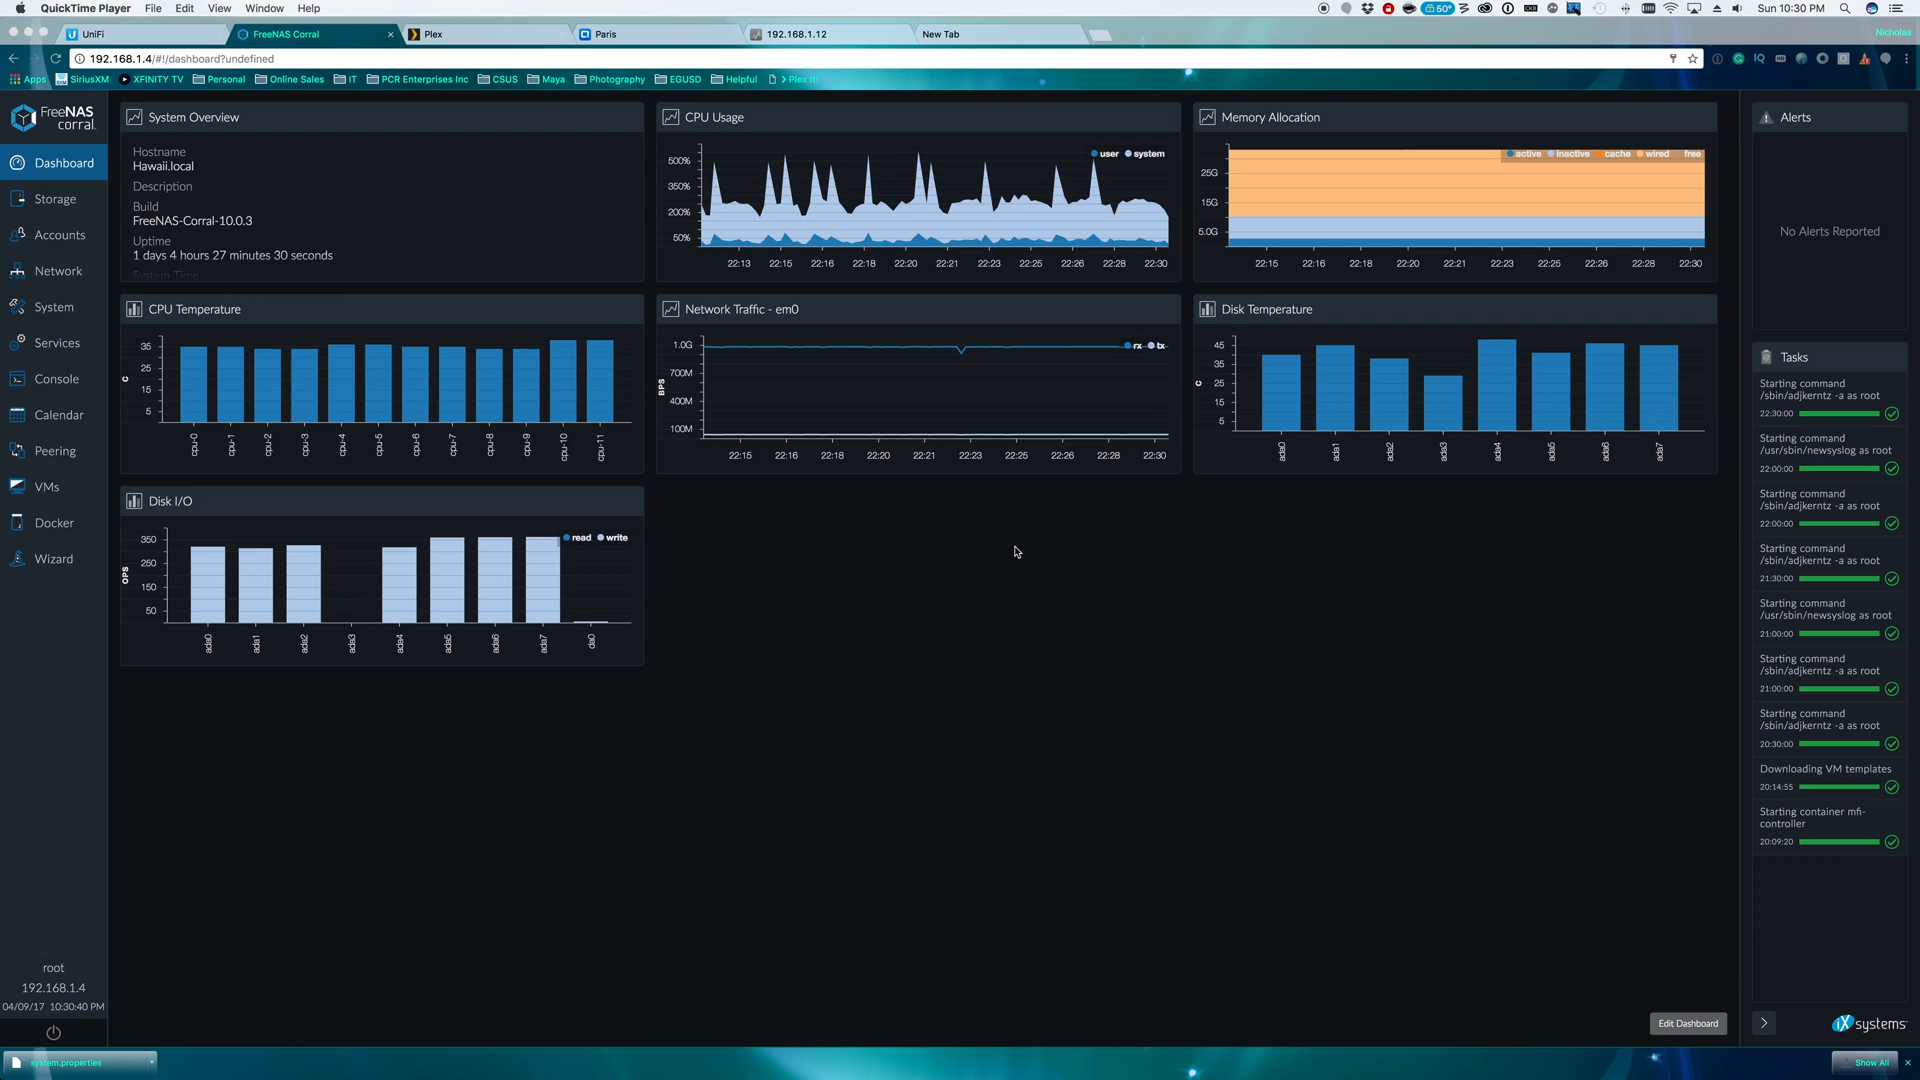 QuickTime Player File Edit View Window Help
50° Sun 10:30 PM
UniFi
FreeNAS Corral
Plex
Paris
192.168.1.12
New Tab
Nicholas
192.168.1.4/#!/dashboard?undefined
Apps SiriusXM XFINITY TV Personal Online Sales IT PCR Enterprises Inc CSUS Maya Photography EGUSD Helpful > Plex It!
FreeNAS
corral.
Dashboard
Storage
Accounts
Network
System
Services
Console
Calendar
Peering
VMs
Docker
Wizard
root
192.168.1.4
04/09/17 10:30:40 PM
System Overview
Hostname
Hawaii.local
Description
Build
FreeNAS-Corral-10.0.3
Uptime
1 days 4 hours 27 minutes 30 seconds
System Time
CPU Usage
user system
500%
350%
200%
50%
22:13 22:15 22:16 22:18 22:20 22:21 22:23 22:25 22:26 22:28 22:30
Memory Allocation
active inactive cache wired free
25G
15G
5.0G
22:15 22:16 22:18 22:20 22:21 22:23 22:25 22:26 22:28 22:30
CPU Temperature
C
35
25
15
5
cpu-0 cpu-1 cpu-2 cpu-3 cpu-4 cpu-5 cpu-6 cpu-7 cpu-8 cpu-9 cpu-10 cpu-11
Network Traffic - em0
rx tx
BPS
1.0G
700M
400M
100M
22:15 22:16 22:18 22:20 22:21 22:23 22:25 22:26 22:28 22:30
Disk Temperature
C
45
35
25
15
5
ada0 ada1 ada2 ada3 ada4 ada5 ada6 ada7
Disk I/O
read write
OPS
350
250
150
50
ada0 ada1 ada2 ada3 ada4 ada5 ada6 ada7 da0
Alerts
No Alerts Reported
Tasks
Starting command
/sbin/adjkerntz -a as root
22:30:00
Starting command
/usr/sbin/newsyslog as root
22:00:00
Starting command
/sbin/adjkerntz -a as root
22:00:00
Starting command
/sbin/adjkerntz -a as root
21:30:00
Starting command
/usr/sbin/newsyslog as root
21:00:00
Starting command
/sbin/adjkerntz -a as root
21:00:00
Starting command
/sbin/adjkerntz -a as root
20:30:00
Downloading VM templates
20:14:55
Starting container mfi-
controller
20:09:20
Edit Dashboard
iXsystems
system.properties
Show All